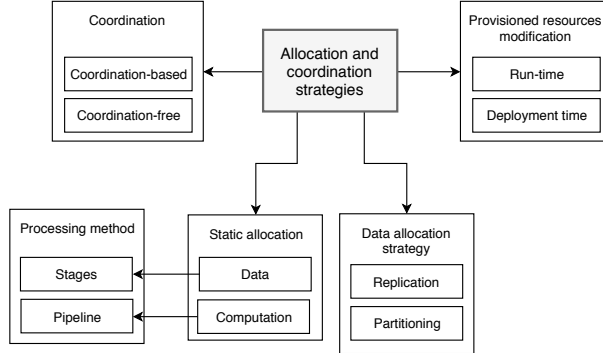 Coordination
Coordination-based
Coordination-free
Allocation and
coordination
strategies
Provisioned resources
modification
Run-time
Deployment time
Processing method
Stages
Pipeline
Static allocation
Data
Computation
Data allocation
strategy
Replication
Partitioning